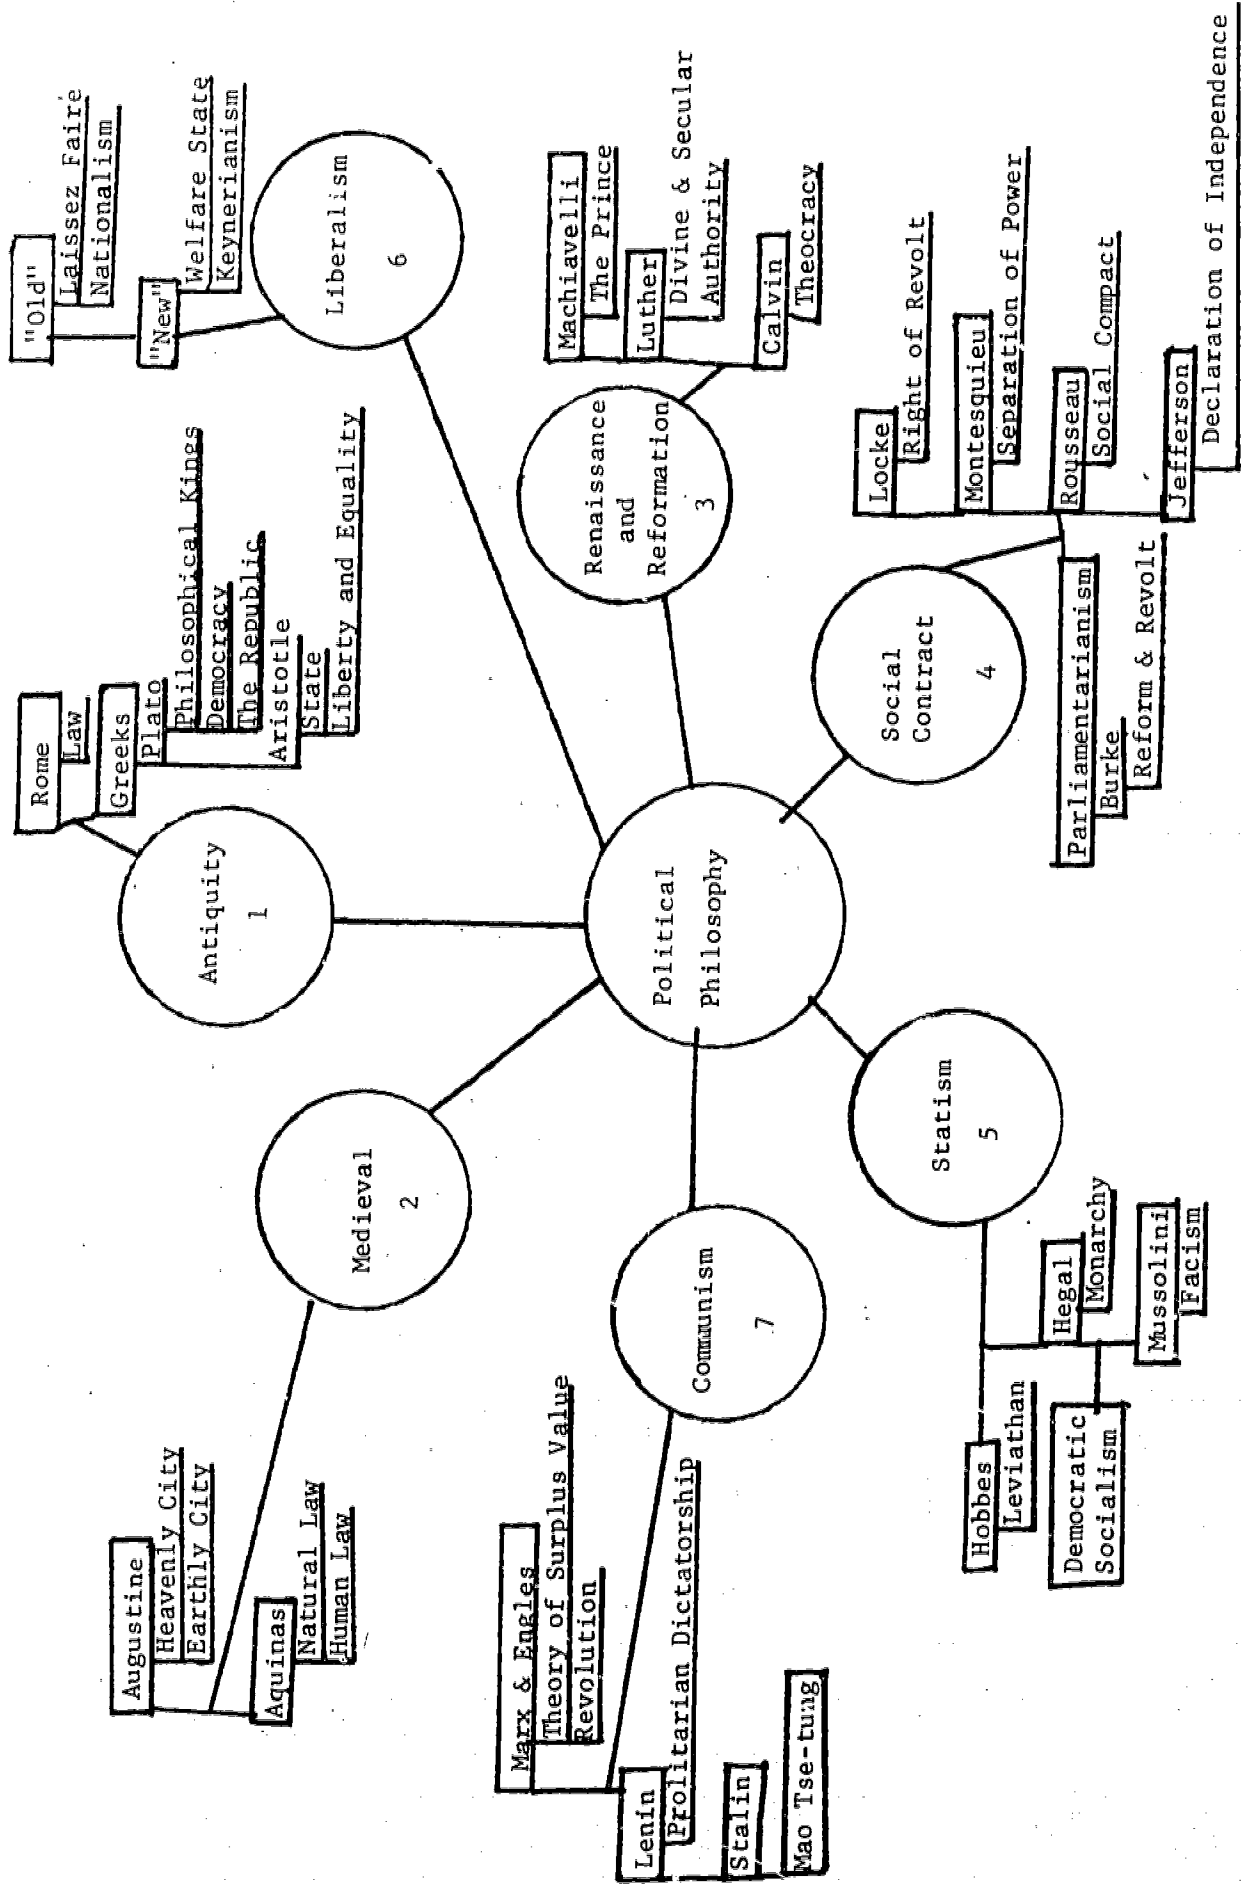 Rome
Law
Greeks
Plato
Philosophical Kings
Democracy
The Republic
Aristotle
State
Liberty and Equality
"Old"
Laissez Faire
Nationalism
"New"
Welfare State
Keynerianism
Augustine
Heavenly City
Earthly City
Aquinas
Natural Law
Human Law
Medieval
2
Antiquity
1
Liberalism
6
Marx & Engles
Theory of Surplus Value
Revolution
Lenin
Prolitarian Dictatorship
Stalin
Mao Tse-tung
Communism
7
Political
Philosophy
Renaissance
and
Reformation
3
Machiavelli
The Prince
Luther
Divine & Secular
Authority
Calvin
Theocracy
Statism
5
Hobbes
Leviathan
Hegal
Monarchy
Democratic
Socialism
Mussolini
Facism
Social
Contract
4
Locke
Right of Revolt
Montesquieu
Separation of Power
Rousseau
Social Compact
Jefferson
Declaration of Independence
Parliamentarianism
Burke
Reform & Revolt